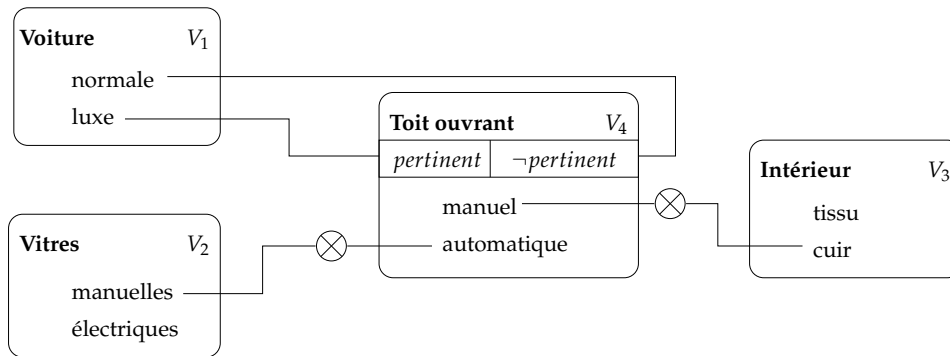 Voiture V₁
normale
luxe
Toit ouvrant V₄
pertinent ¬pertinent
manuel
automatique
Vitres V₂
manuelles
électriques
Intérieur V₃
tissu
cuir